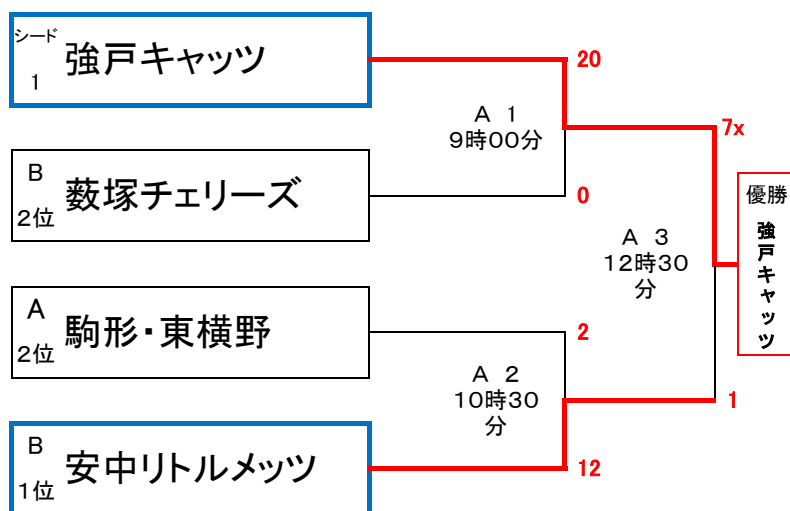 シード
1
強戸キャッツ
20
A 1
9時00分
7x
B
2位
薮塚チェリーズ
0
優勝
強戸キャッツ
A 3
12時30
分
A
2位
駒形・東横野
2
A 2
10時30
分
1
B
1位
安中リトルメッツ
12